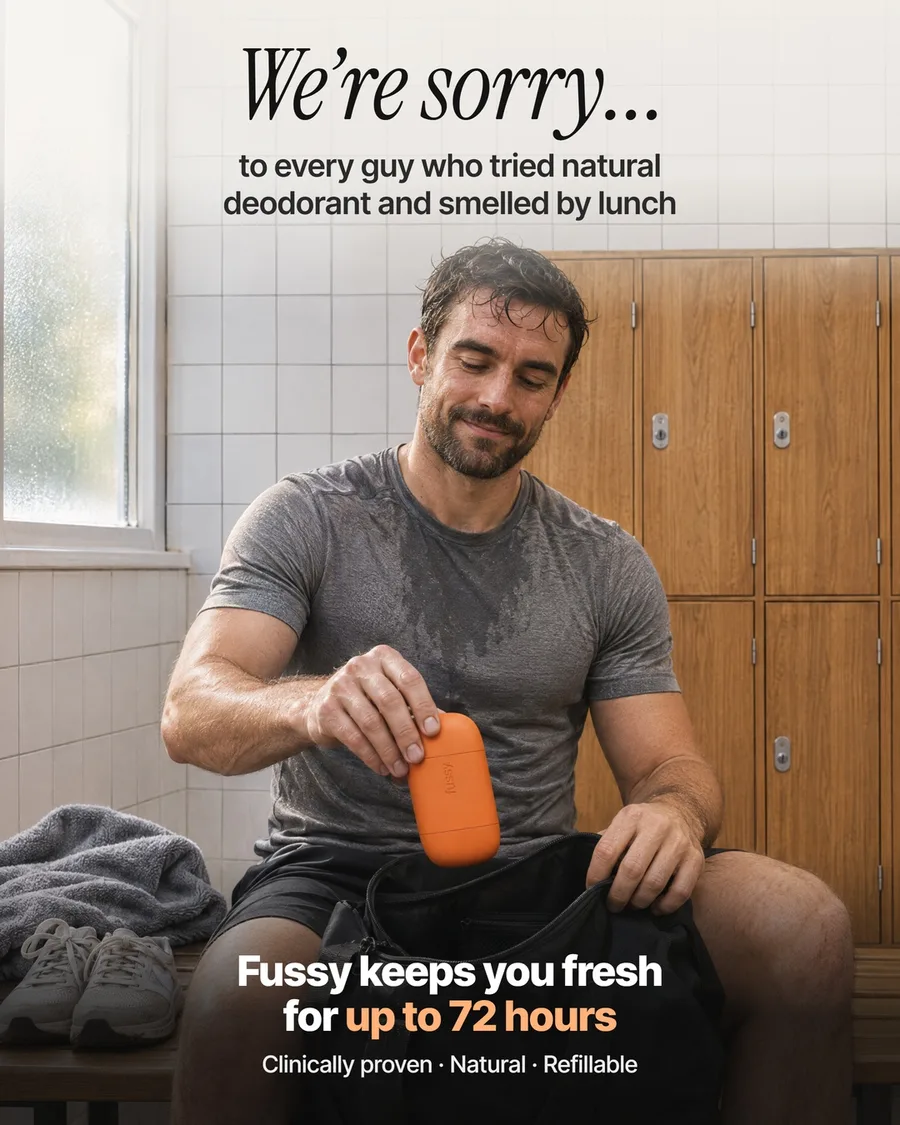 We're sorry...
to every guy who tried natural
deodorant and smelled by lunch
fussy
Fussy keeps you fresh
for up to 72 hours
Clinically proven · Natural · Refillable